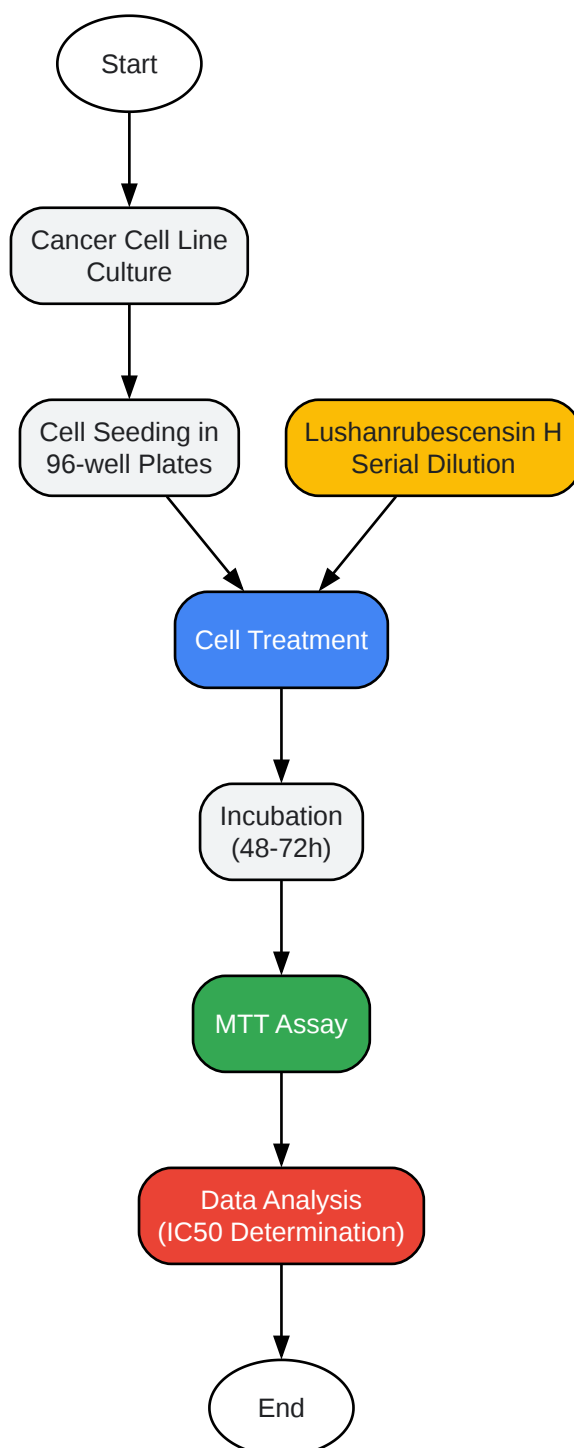 Start
Cancer Cell Line
Culture
Cell Seeding in
96-well Plates
Lushanrubescensin H
Serial Dilution
Cell Treatment
Incubation
(48-72h)
MTT Assay
Data Analysis
(IC50 Determination)
End